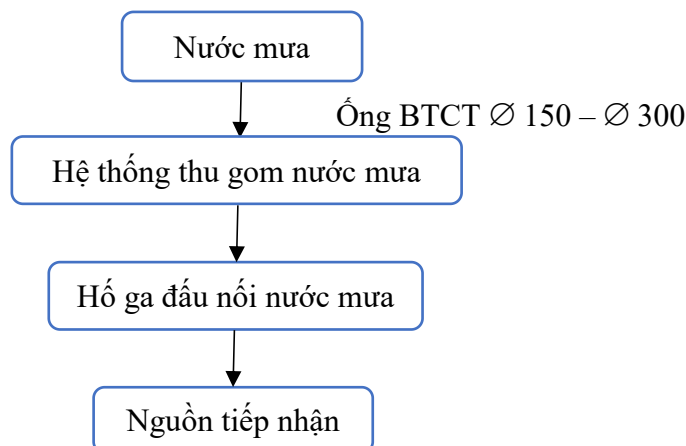 Nước mưa
Ống BTCT ∅ 150 – ∅ 300
Hệ thống thu gom nước mưa
Hố ga đấu nối nước mưa
Nguồn tiếp nhận